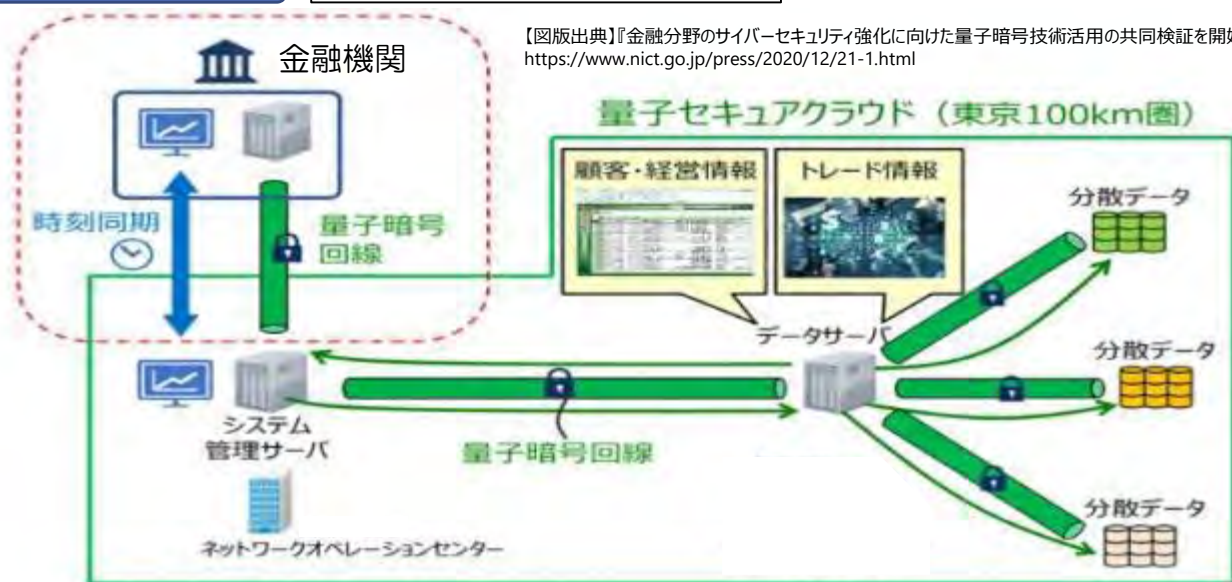 【図版出典】『金融分野のサイバーセキュリティ強化に向けた量子暗号技術活用の共同検証を開始
https://www.nict.go.jp/press/2020/12/21-1.html
金融機関
量子セキュアクラウド（東京100km圏）
顧客・経営情報
トレード情報
分散データ
時刻同期
量子暗号
回線
データサーバ
分散データ
システム
管理サーバ
量子暗号回線
分散データ
ネットワークオペレーションセンター